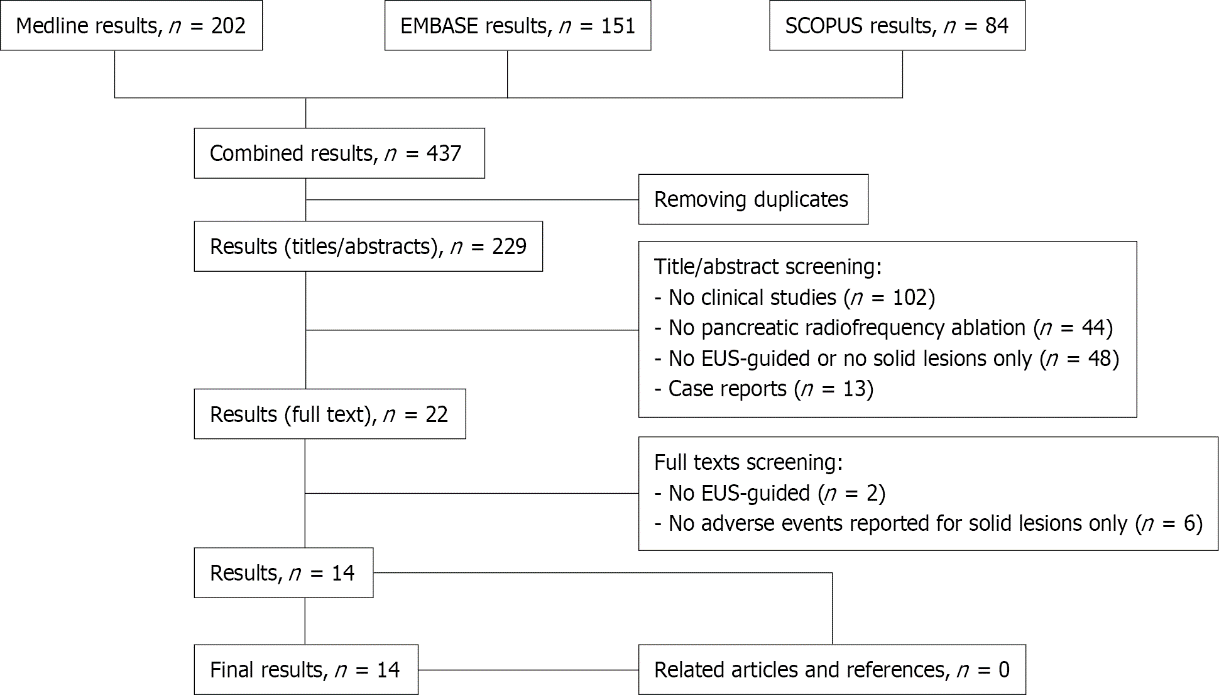 Medline results, n = 202
EMBASE results, n = 151
SCOPUS results, n = 84
Combined results, n = 437
Removing duplicates
Results (titles/abstracts), n = 229
Title/abstract screening:
- No clinical studies (n = 102)
- No pancreatic radiofrequency ablation (n = 44)
- No EUS-guided or no solid lesions only (n = 48)
- Case reports (n = 13)
Results (full text), n = 22
Full texts screening:
- No EUS-guided (n = 2)
- No adverse events reported for solid lesions only (n = 6)
Results, n = 14
Final results, n = 14
Related articles and references, n = 0